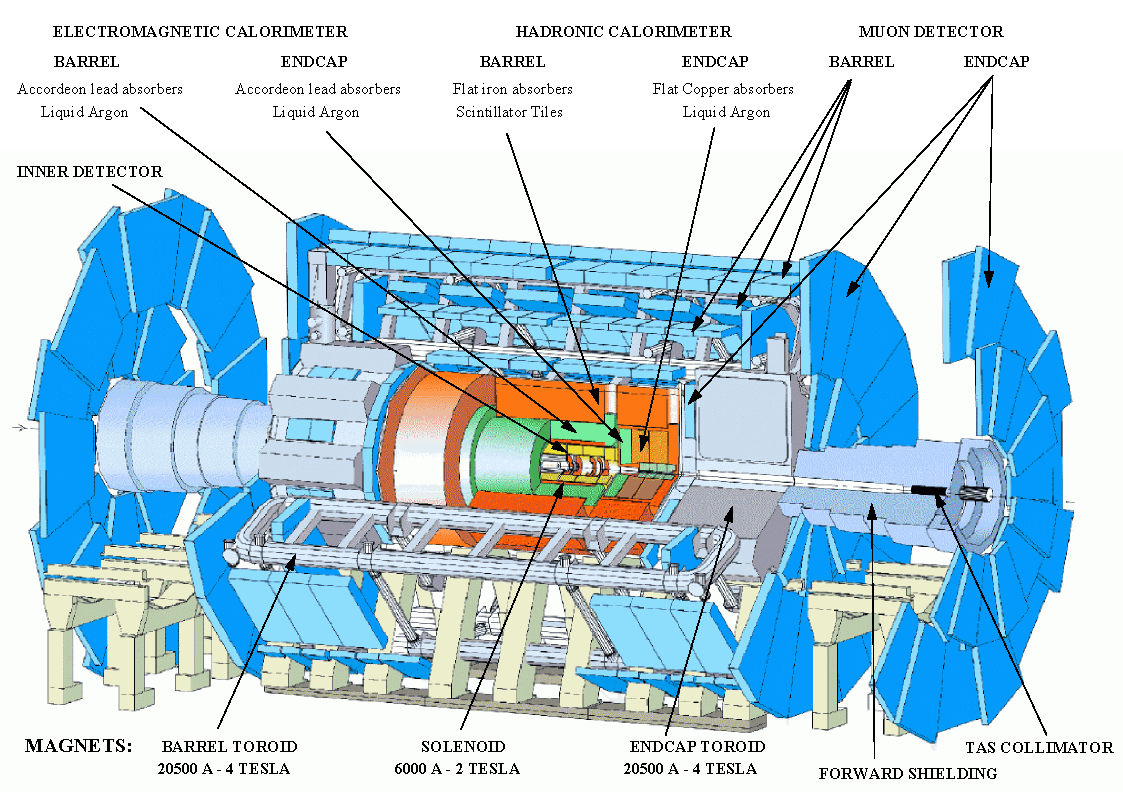 ELECTROMAGNETIC CALORIMETER
HADRONIC CALORIMETER
MUON DETECTOR
BARREL
ENDCAP
BARREL
ENDCAP
BARREL
ENDCAP
Accordeon lead absorbers
Liquid Argon
Accordeon lead absorbers
Liquid Argon
Flat iron absorbers
Scintillator Tiles
Flat Copper absorbers
Liquid Argon
INNER DETECTOR
MAGNETS:
BARREL TOROID
20500 A - 4 TESLA
SOLENOID
6000 A - 2 TESLA
ENDCAP TOROID
20500 A - 4 TESLA
FORWARD SHIELDING
TAS COLLIMATOR